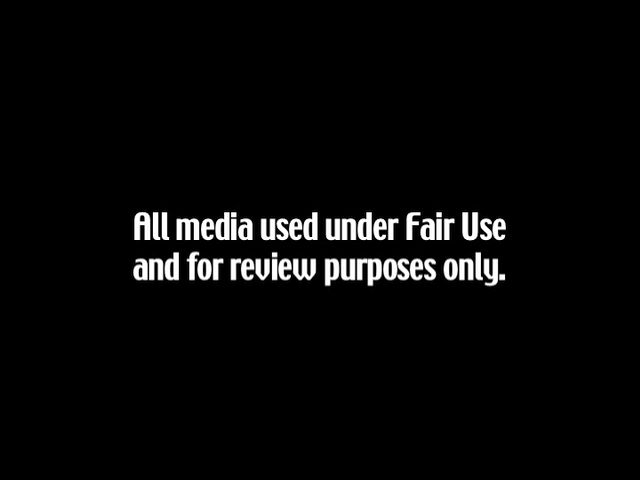 All media used under Fair Use
and for review purposes only.